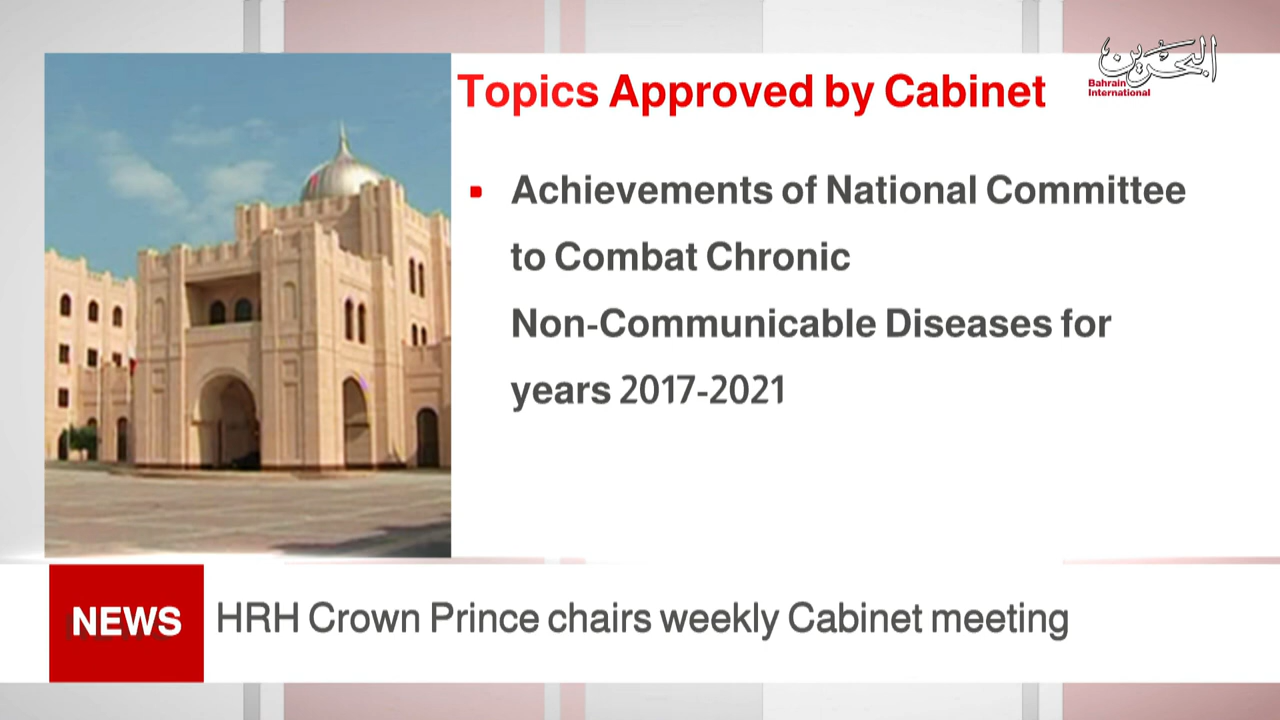 البحرين
Bahrain
International
Topics Approved by Cabinet
Achievements of National Committee
to Combat Chronic
Non-Communicable Diseases for
years 2017-2021
NEWS
HRH Crown Prince chairs weekly Cabinet meeting